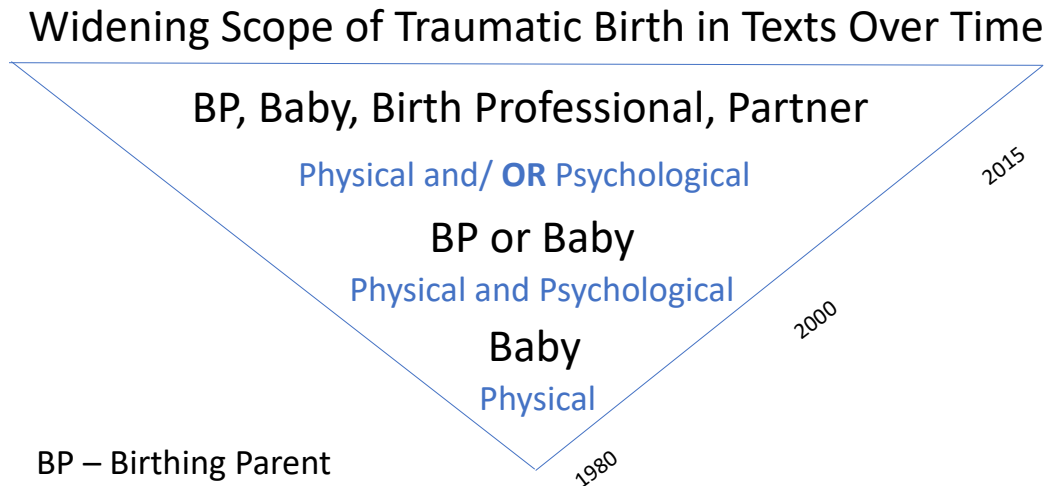 Widening Scope of Traumatic Birth in Texts Over Time
BP, Baby, Birth Professional, Partner
Physical and/ OR Psychological
2015
BP or Baby
Physical and Psychological
2000
Baby
Physical
1980
BP – Birthing Parent